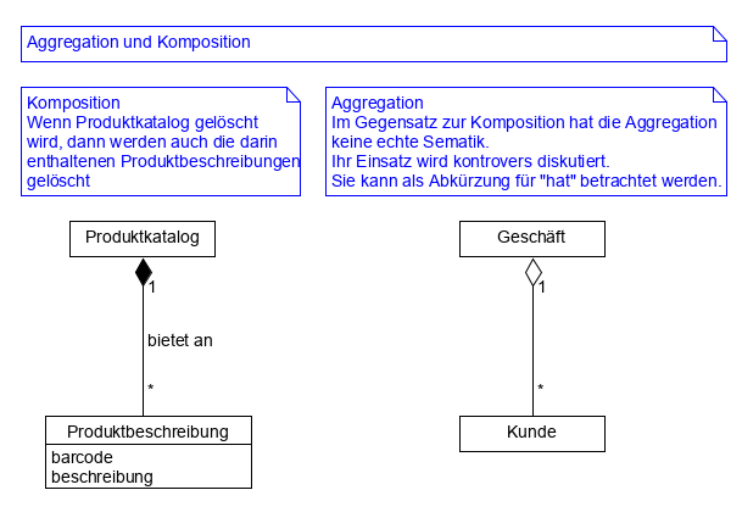 Aggregation und Komposition
Komposition
Wenn Produktkatalog gelöscht
wird, dann werden auch die darin
enthaltenen Produktbeschreibungen
gelöscht
Aggregation
Im Gegensatz zur Komposition hat die Aggregation
keine echte Sematik.
Ihr Einsatz wird kontrovers diskutiert.
Sie kann als Abkürzung für "hat" betrachtet werden.
Produktkatalog
1
bietet an
*
Produktbeschreibung
barcode
beschreibung
Geschäft
1
*
Kunde